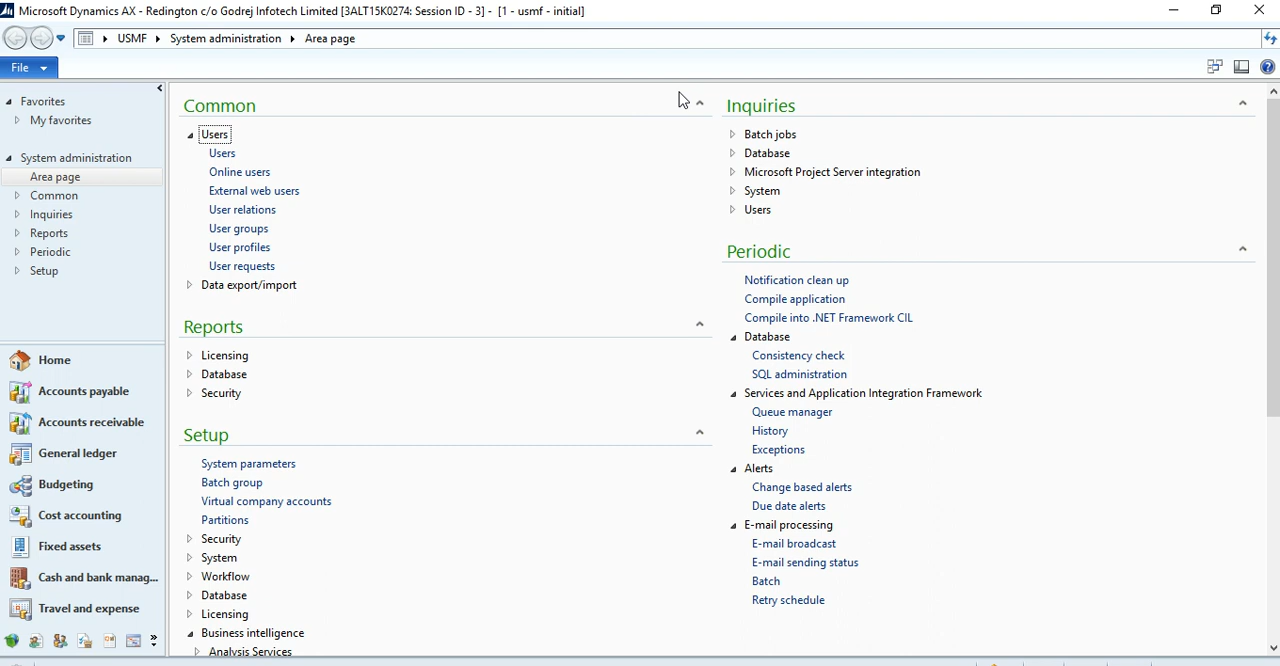 Microsoft Dynamics AX - Redington c/o Godrej Infotech Limited [3ALT15K0274: Session ID - 3] - [1 - usmf - initial]
USMF
System administration
Area page
File
Favorites
My favorites
System administration
Area page
Common
Inquiries
Reports
Periodic
Setup
Home
Accounts payable
Accounts receivable
General ledger
Budgeting
Cost accounting
Fixed assets
Cash and bank manag...
Travel and expense
Common
Users
Users
Online users
External web users
User relations
User groups
User profiles
User requests
Data export/import
Reports
Licensing
Database
Security
Setup
System parameters
Batch group
Virtual company accounts
Partitions
Security
System
Workflow
Database
Licensing
Business intelligence
Analysis Services
Inquiries
Batch jobs
Database
Microsoft Project Server integration
System
Users
Periodic
Notification clean up
Compile application
Compile into .NET Framework CIL
Database
Consistency check
SQL administration
Services and Application Integration Framework
Queue manager
History
Exceptions
Alerts
Change based alerts
Due date alerts
E-mail processing
E-mail broadcast
E-mail sending status
Batch
Retry schedule